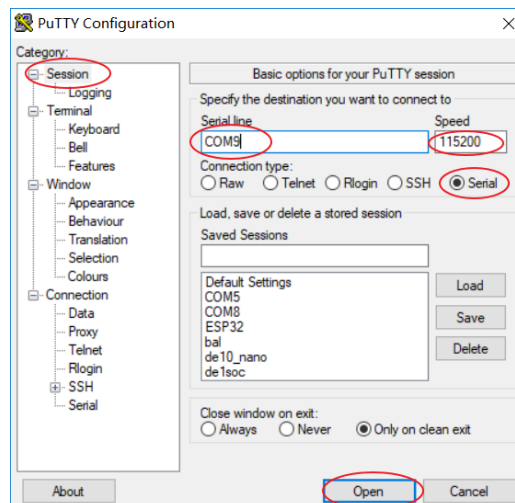 PuTTY Configuration
Category:
Session
Logging
Terminal
Keyboard
Bell
Features
Window
Appearance
Behaviour
Translation
Selection
Colours
Connection
Data
Proxy
Telnet
Rlogin
SSH
Serial
Basic options for your PuTTY session
Specify the destination you want to connect to
Serial line Speed
COM9 115200
Connection type:
Raw Telnet Rlogin SSH Serial
Load, save or delete a stored session
Saved Sessions
Default Settings
COM5
COM8
ESP32
bal
de10_nano
de1soc
Load
Save
Delete
Close window on exit:
Always Never Only on clean exit
About Open Cancel